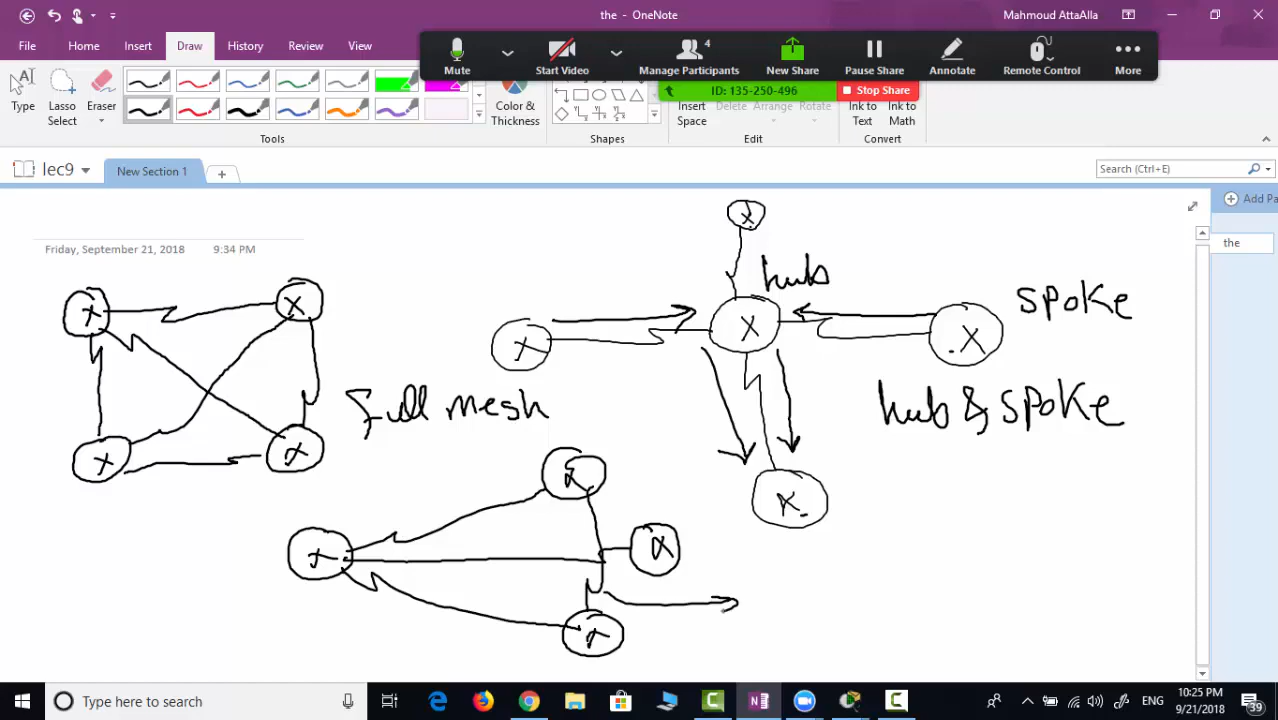 the - OneNote
Mahmoud AttaAlla
File Home Insert Draw History Review View
Mute
Start Video
4
Manage Participants
New Share
Pause Share
Annotate
Remote Control
More
ID: 135-250-496
Stop Share
Type
Lasso Select
Eraser
Color & Thickness
Insert Space
Delete
Arrange
Rotate
Ink to Text
Ink to Math
Tools
Shapes
Edit
Convert
lec9
New Section 1
Search (Ctrl+E)
Add Pa
the
Friday, September 21, 2018 9:34 PM
X
hub
spoke
X X
X X X
Full mesh
hub & spoke
X X
X
X
X X
X
Type here to search
ENG
10:25 PM
9/21/2018
39